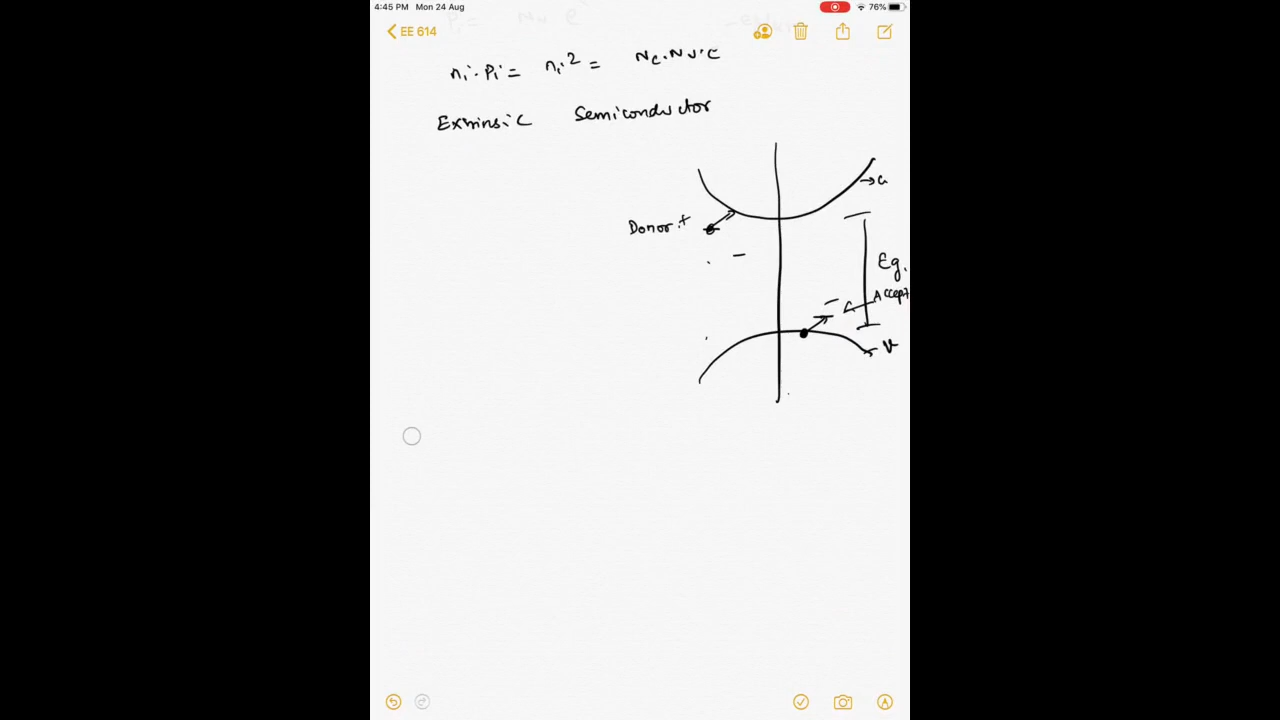 4:45 PM Mon 24 Aug 76%
EE 614
ni·Pi = ni² = Nc.Nv.e
Extrinsic Semiconductor
Donor +
Eg.
Accept
v